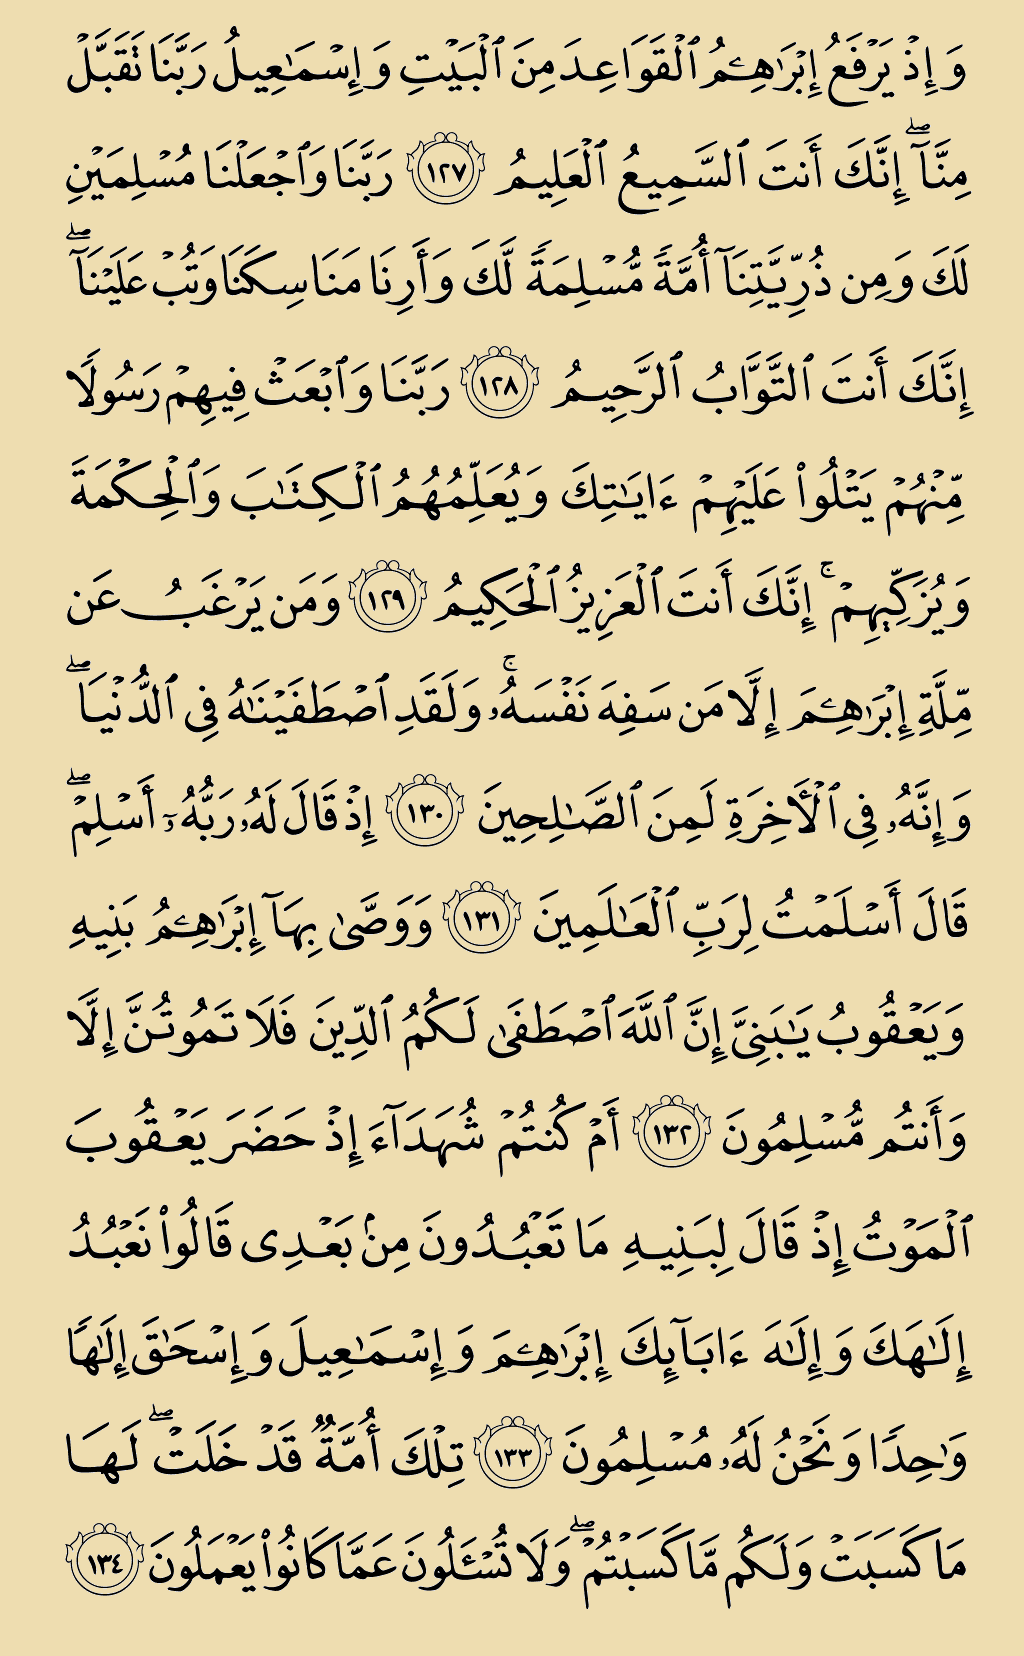 وَإِذْ يَرْفَعُ إِبْرَٰهِـۧمُ ٱلْقَوَاعِدَ مِنَ ٱلْبَيْتِ وَإِسْمَـٰعِيلُ رَبَّنَا تَقَبَّلْ
مِنَّآ ۖ إِنَّكَ أَنتَ ٱلسَّمِيعُ ٱلْعَلِيمُ ١٢٧ رَبَّنَا وَٱجْعَلْنَا مُسْلِمَيْنِ
لَكَ وَمِن ذُرِّيَّتِنَآ أُمَّةً مُّسْلِمَةً لَّكَ وَأَرِنَا مَنَاسِكَنَا وَتُبْ عَلَيْنَآ ۖ
إِنَّكَ أَنتَ ٱلتَّوَّابُ ٱلرَّحِيمُ ١٢٨ رَبَّنَا وَٱبْعَثْ فِيهِمْ رَسُولًا
مِّنْهُمْ يَتْلُوا۟ عَلَيْهِمْ ءَايَـٰتِكَ وَيُعَلِّمُهُمُ ٱلْكِتَـٰبَ وَٱلْحِكْمَةَ
وَيُزَكِّيهِمْ ۚ إِنَّكَ أَنتَ ٱلْعَزِيزُ ٱلْحَكِيمُ ١٢٩ وَمَن يَرْغَبُ عَن
مِّلَّةِ إِبْرَٰهِـۧمَ إِلَّا مَن سَفِهَ نَفْسَهُۥ ۚ وَلَقَدِ ٱصْطَفَيْنَـٰهُ فِى ٱلدُّنْيَا ۖ
وَإِنَّهُۥ فِى ٱلْـَٔاخِرَةِ لَمِنَ ٱلصَّـٰلِحِينَ ١٣٠ إِذْ قَالَ لَهُۥ رَبُّهُۥٓ أَسْلِمْ ۖ
قَالَ أَسْلَمْتُ لِرَبِّ ٱلْعَـٰلَمِينَ ١٣١ وَوَصَّىٰ بِهَآ إِبْرَٰهِـۧمُ بَنِيهِ
وَيَعْقُوبُ يَـٰبَنِىَّ إِنَّ ٱللَّهَ ٱصْطَفَىٰ لَكُمُ ٱلدِّينَ فَلَا تَمُوتُنَّ إِلَّا
وَأَنتُم مُّسْلِمُونَ ١٣٢ أَمْ كُنتُمْ شُهَدَآءَ إِذْ حَضَرَ يَعْقُوبَ
ٱلْمَوْتُ إِذْ قَالَ لِبَنِيهِ مَا تَعْبُدُونَ مِنۢ بَعْدِى قَالُوا۟ نَعْبُدُ
إِلَـٰهَكَ وَإِلَـٰهَ ءَابَآئِكَ إِبْرَٰهِـۧمَ وَإِسْمَـٰعِيلَ وَإِسْحَـٰقَ إِلَـٰهًا
وَٰحِدًا وَنَحْنُ لَهُۥ مُسْلِمُونَ ١٣٣ تِلْكَ أُمَّةٌ قَدْ خَلَتْ ۖ لَهَا
مَا كَسَبَتْ وَلَكُم مَّا كَسَبْتُمْ ۖ وَلَا تُسْـَٔلُونَ عَمَّا كَانُوا۟ يَعْمَلُونَ ١٣٤